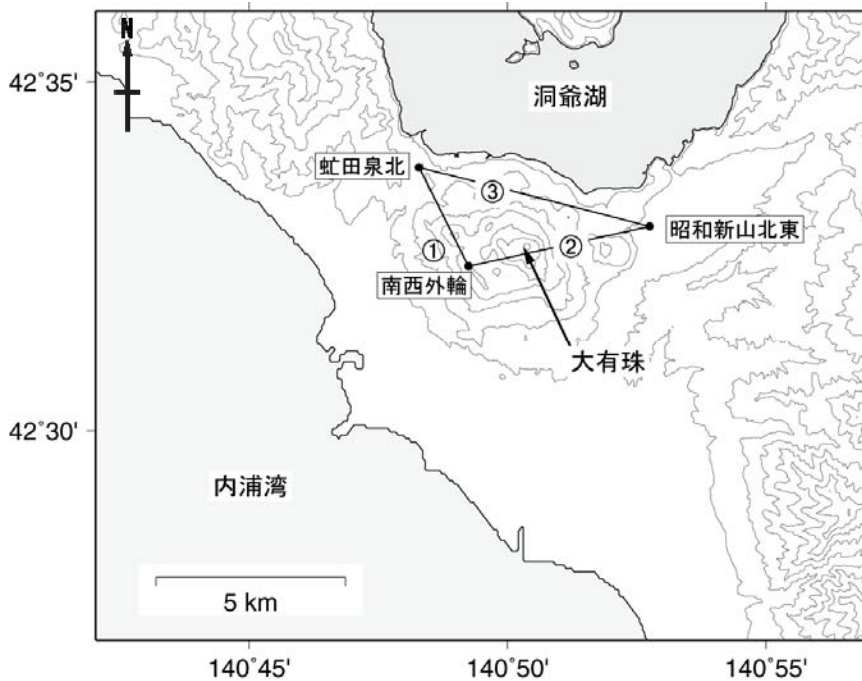 N
42°35'
洞爺湖
虻田泉北
③
昭和新山北東
①
②
南西外輪
大有珠
42°30'
内浦湾
5 km
140°45'
140°50'
140°55'